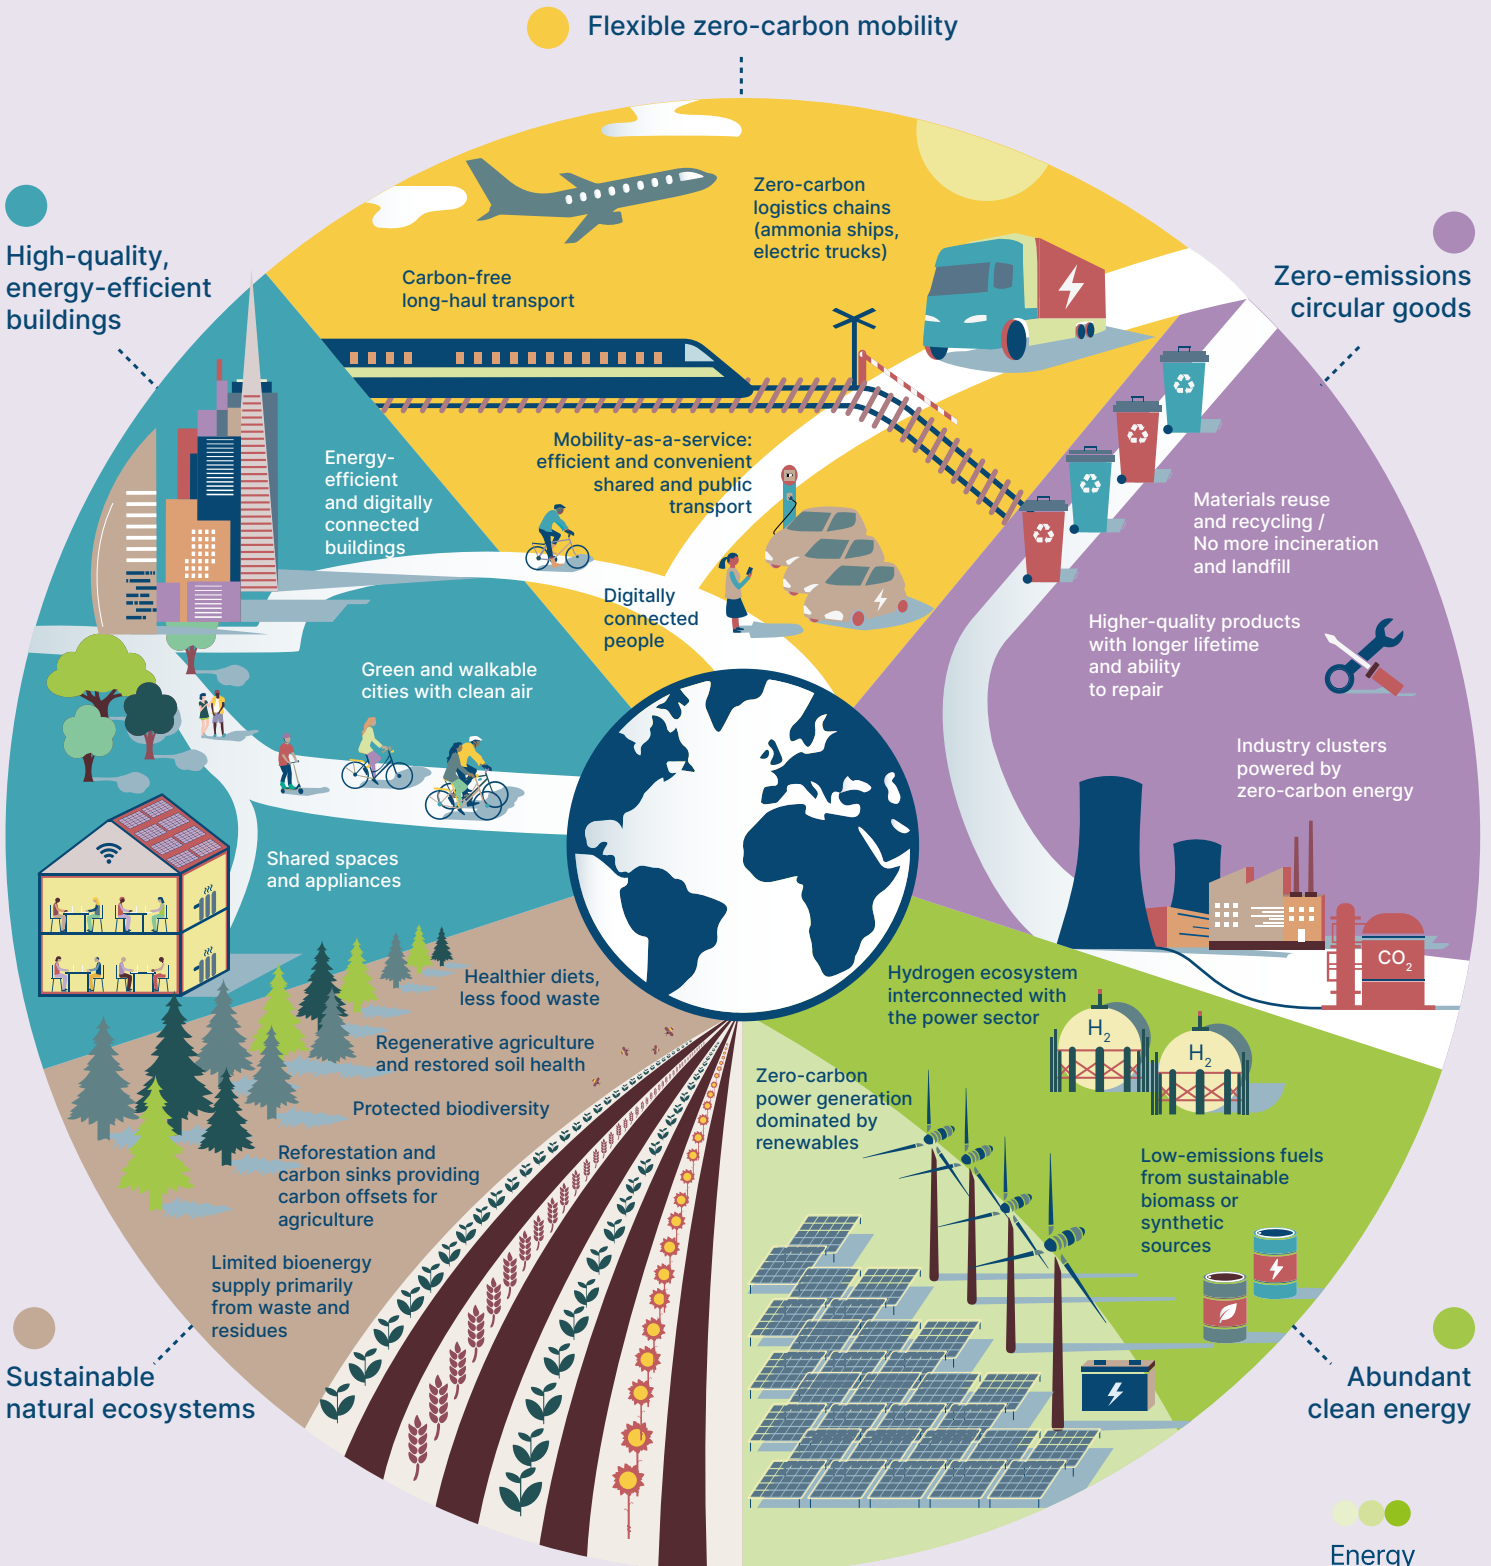 Flexible zero-carbon mobility
High-quality,
energy-efficient
buildings
Zero-emissions
circular goods
Zero-carbon
logistics chains
(ammonia ships,
electric trucks)
Carbon-free
long-haul transport
Mobility-as-a-service:
efficient and convenient
shared and public
transport
Digitally
connected
people
Energy-
efficient
and digitally
connected
buildings
Green and walkable
cities with clean air
Shared spaces
and appliances
Materials reuse
and recycling /
No more incineration
and landfill
Higher-quality products
with longer lifetime
and ability
to repair
Industry clusters
powered by
zero-carbon energy
CO2
Healthier diets,
less food waste
Regenerative agriculture
and restored soil health
Protected biodiversity
Reforestation and
carbon sinks providing
carbon offsets for
agriculture
Limited bioenergy
supply primarily
from waste and
residues
Hydrogen ecosystem
interconnected with
the power sector
H2
H2
Zero-carbon
power generation
dominated by
renewables
Low-emissions fuels
from sustainable
biomass or
synthetic
sources
Sustainable
natural ecosystems
Abundant
clean energy
Energy